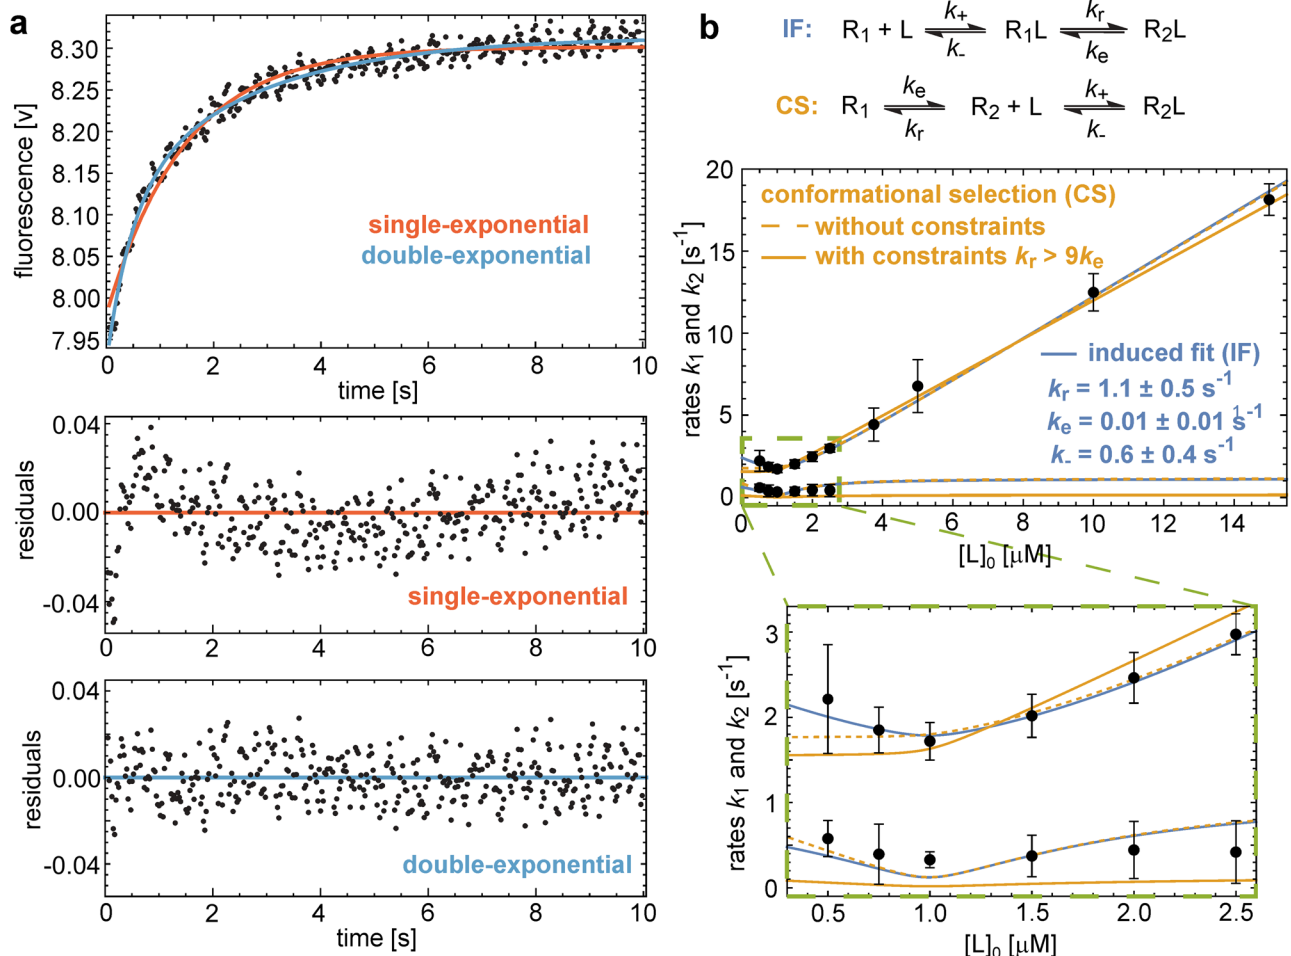 a
8.30
8.25
8.20
8.15
8.10
8.05
8.00
7.95
fluorescence [v]
single-exponential
double-exponential
0 2 4 6 8 10
time [s]
0.04
0.00
-0.04
residuals
single-exponential
0 2 4 6 8 10
0.04
0.00
-0.04
residuals
double-exponential
0 2 4 6 8 10
time [s]
b
IF: R1 + L k+ k- R1L kr ke R2L
CS: R1 ke kr R2 + L k+ k- R2L
20
15
10
5
0
rates k1 and k2 [s-1]
conformational selection (CS)
without constraints
with constraints kr > 9ke
induced fit (IF)
kr = 1.1 ± 0.5 s-1
ke = 0.01 ± 0.01 s-1
k- = 0.6 ± 0.4 s-1
0 2 4 6 8 10 12 14
[L]0 [µM]
3
2
1
0
rates k1 and k2 [s-1]
0.5 1.0 1.5 2.0 2.5
[L]0 [µM]